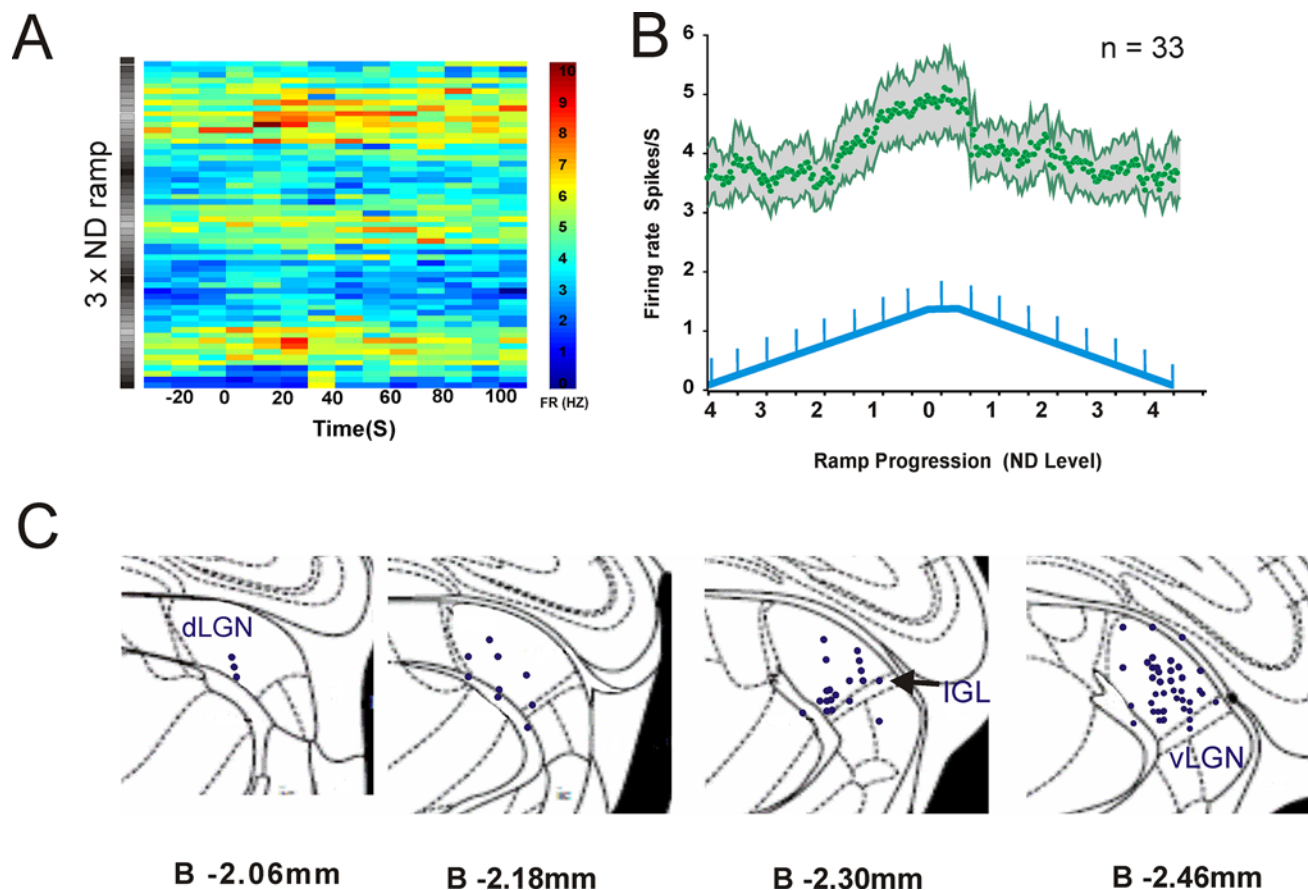 A
3 x ND ramp
10
9
8
7
6
5
4
3
2
1
0
FR (HZ)
-20 0 20 40 60 80 100
Time(S)
B
n = 33
Firing rate Spikes/S
6
5
4
3
2
1
0
4 3 2 1 0 1 2 3 4
Ramp Progression (ND Level)
C
dLGN
IGL
vLGN
B -2.06mm
B -2.18mm
B -2.30mm
B -2.46mm